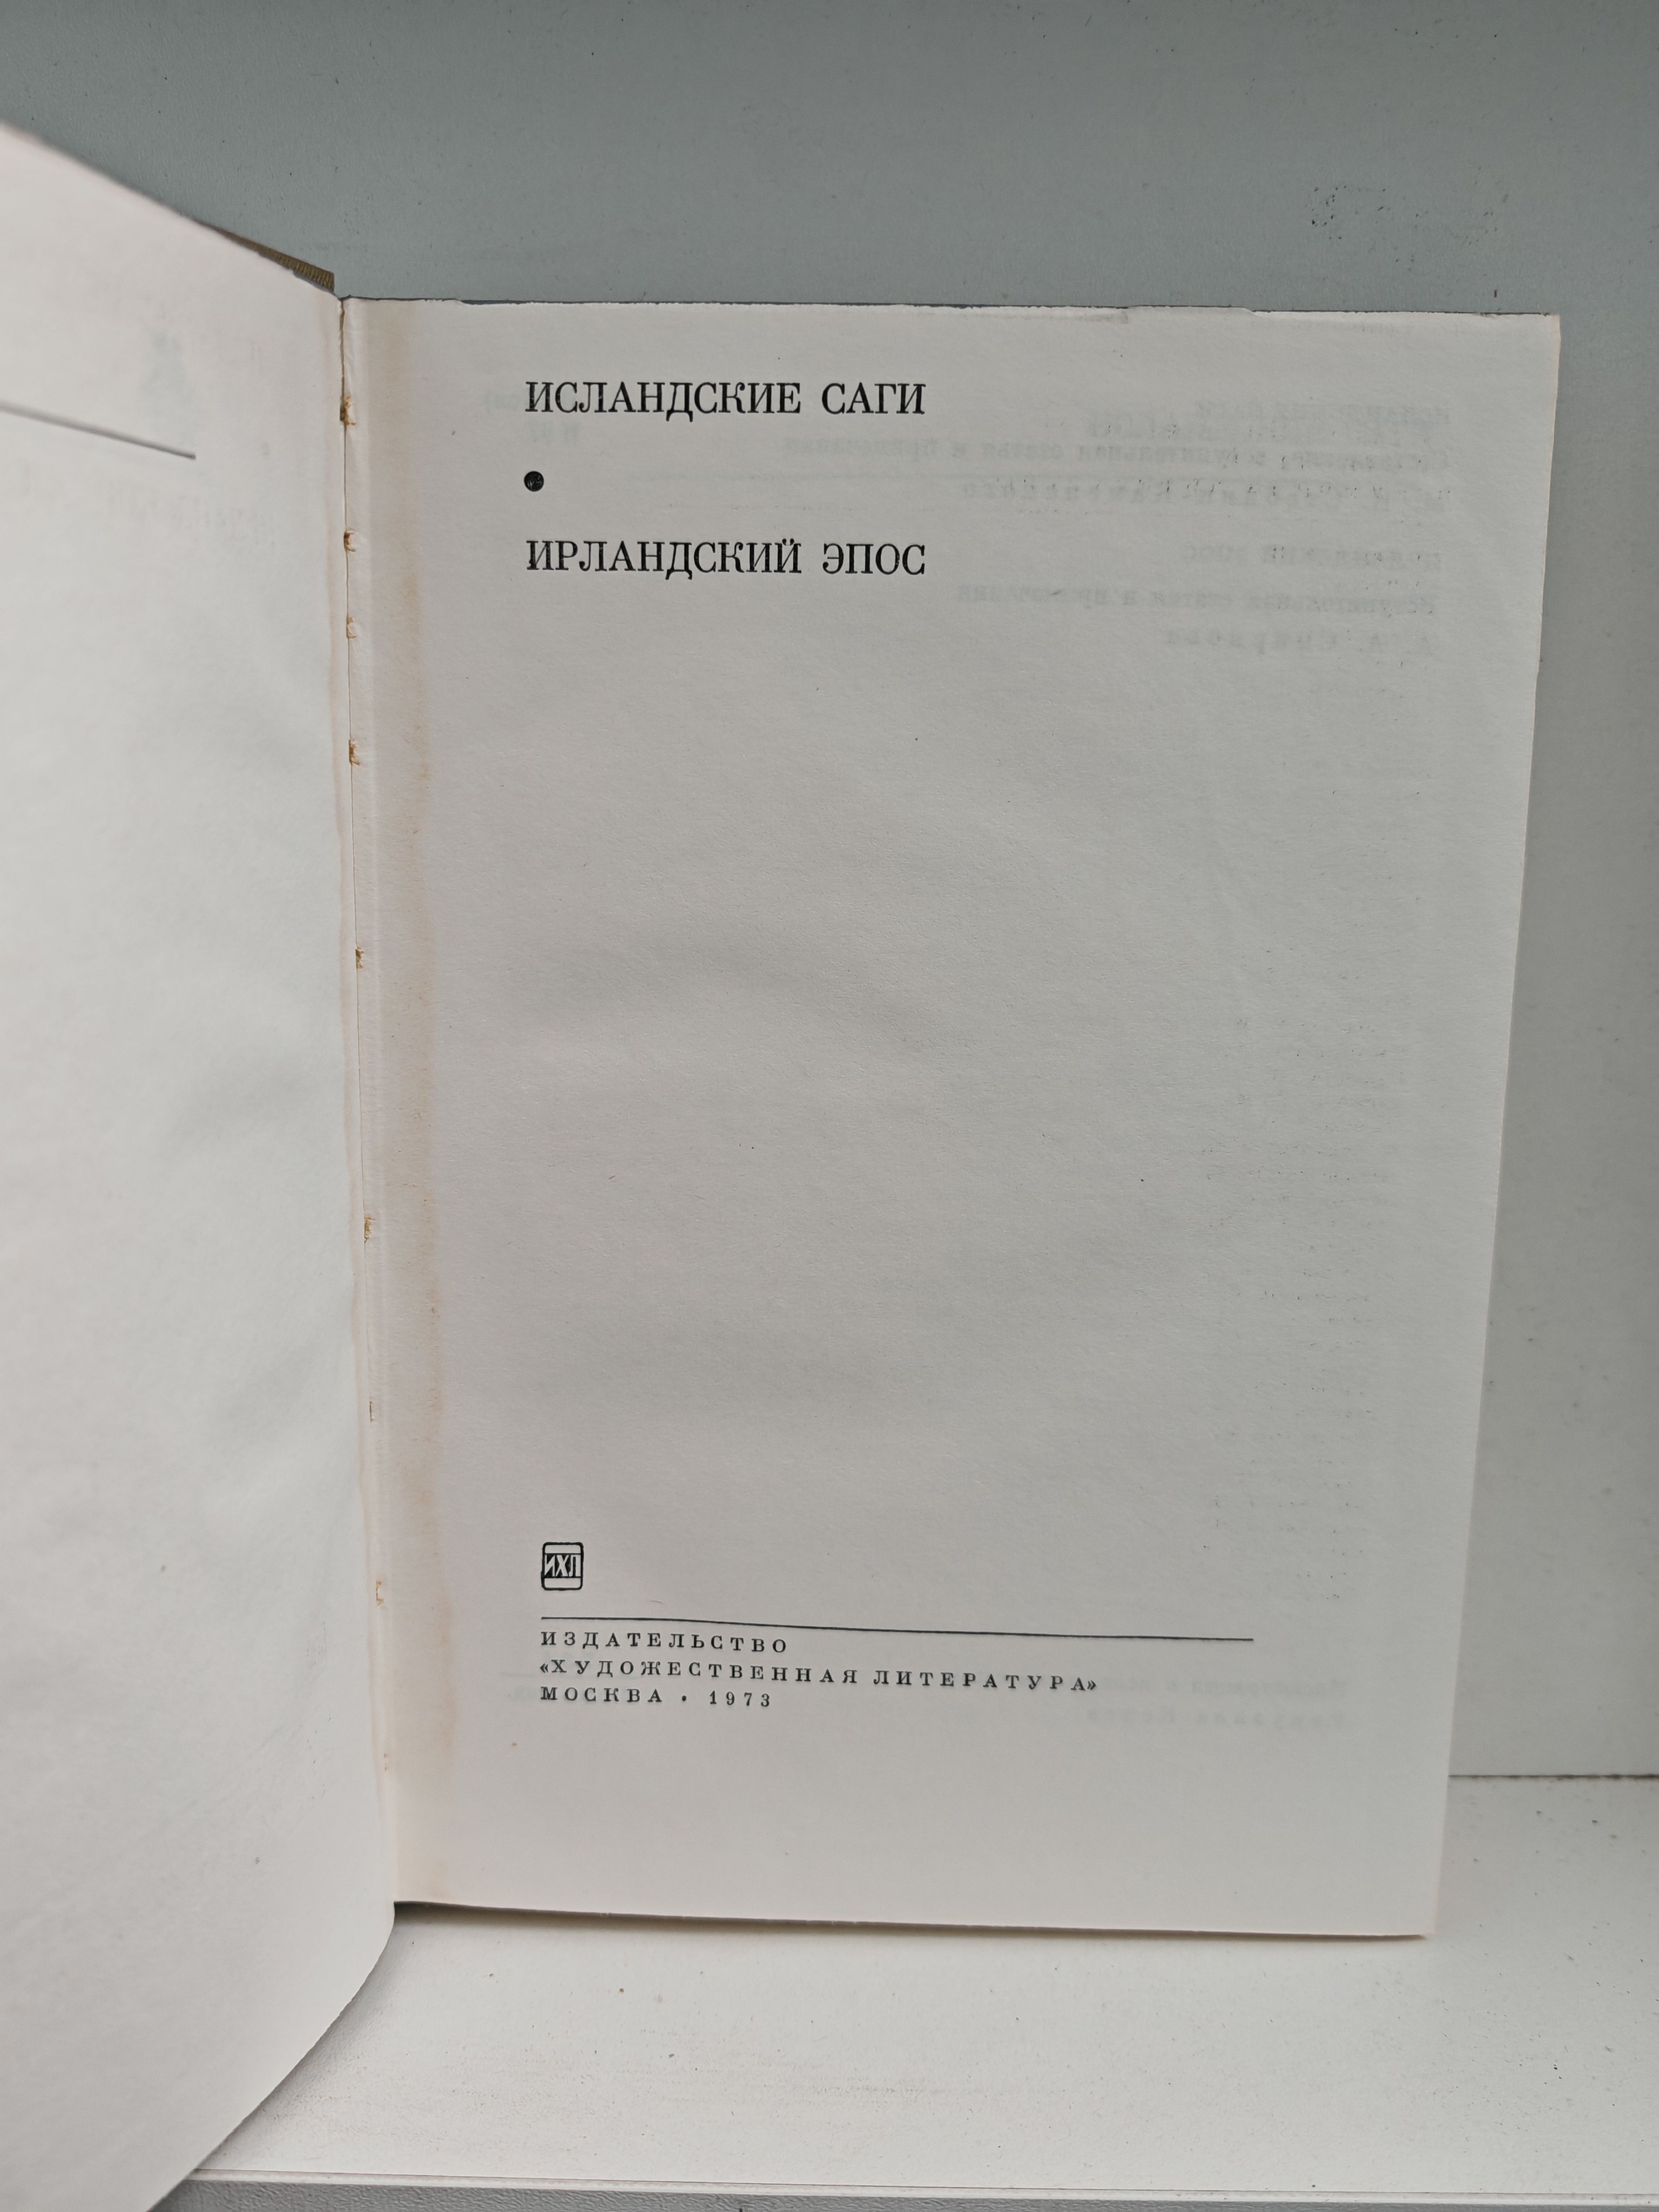 ИСЛАНДСКИЕ САГИ
•
ИРЛАНДСКИЙ ЭПОС
ИХЛ
ИЗДАТЕЛЬСТВО
«ХУДОЖЕСТВЕННАЯ ЛИТЕРАТУРА»
МОСКВА • 1973